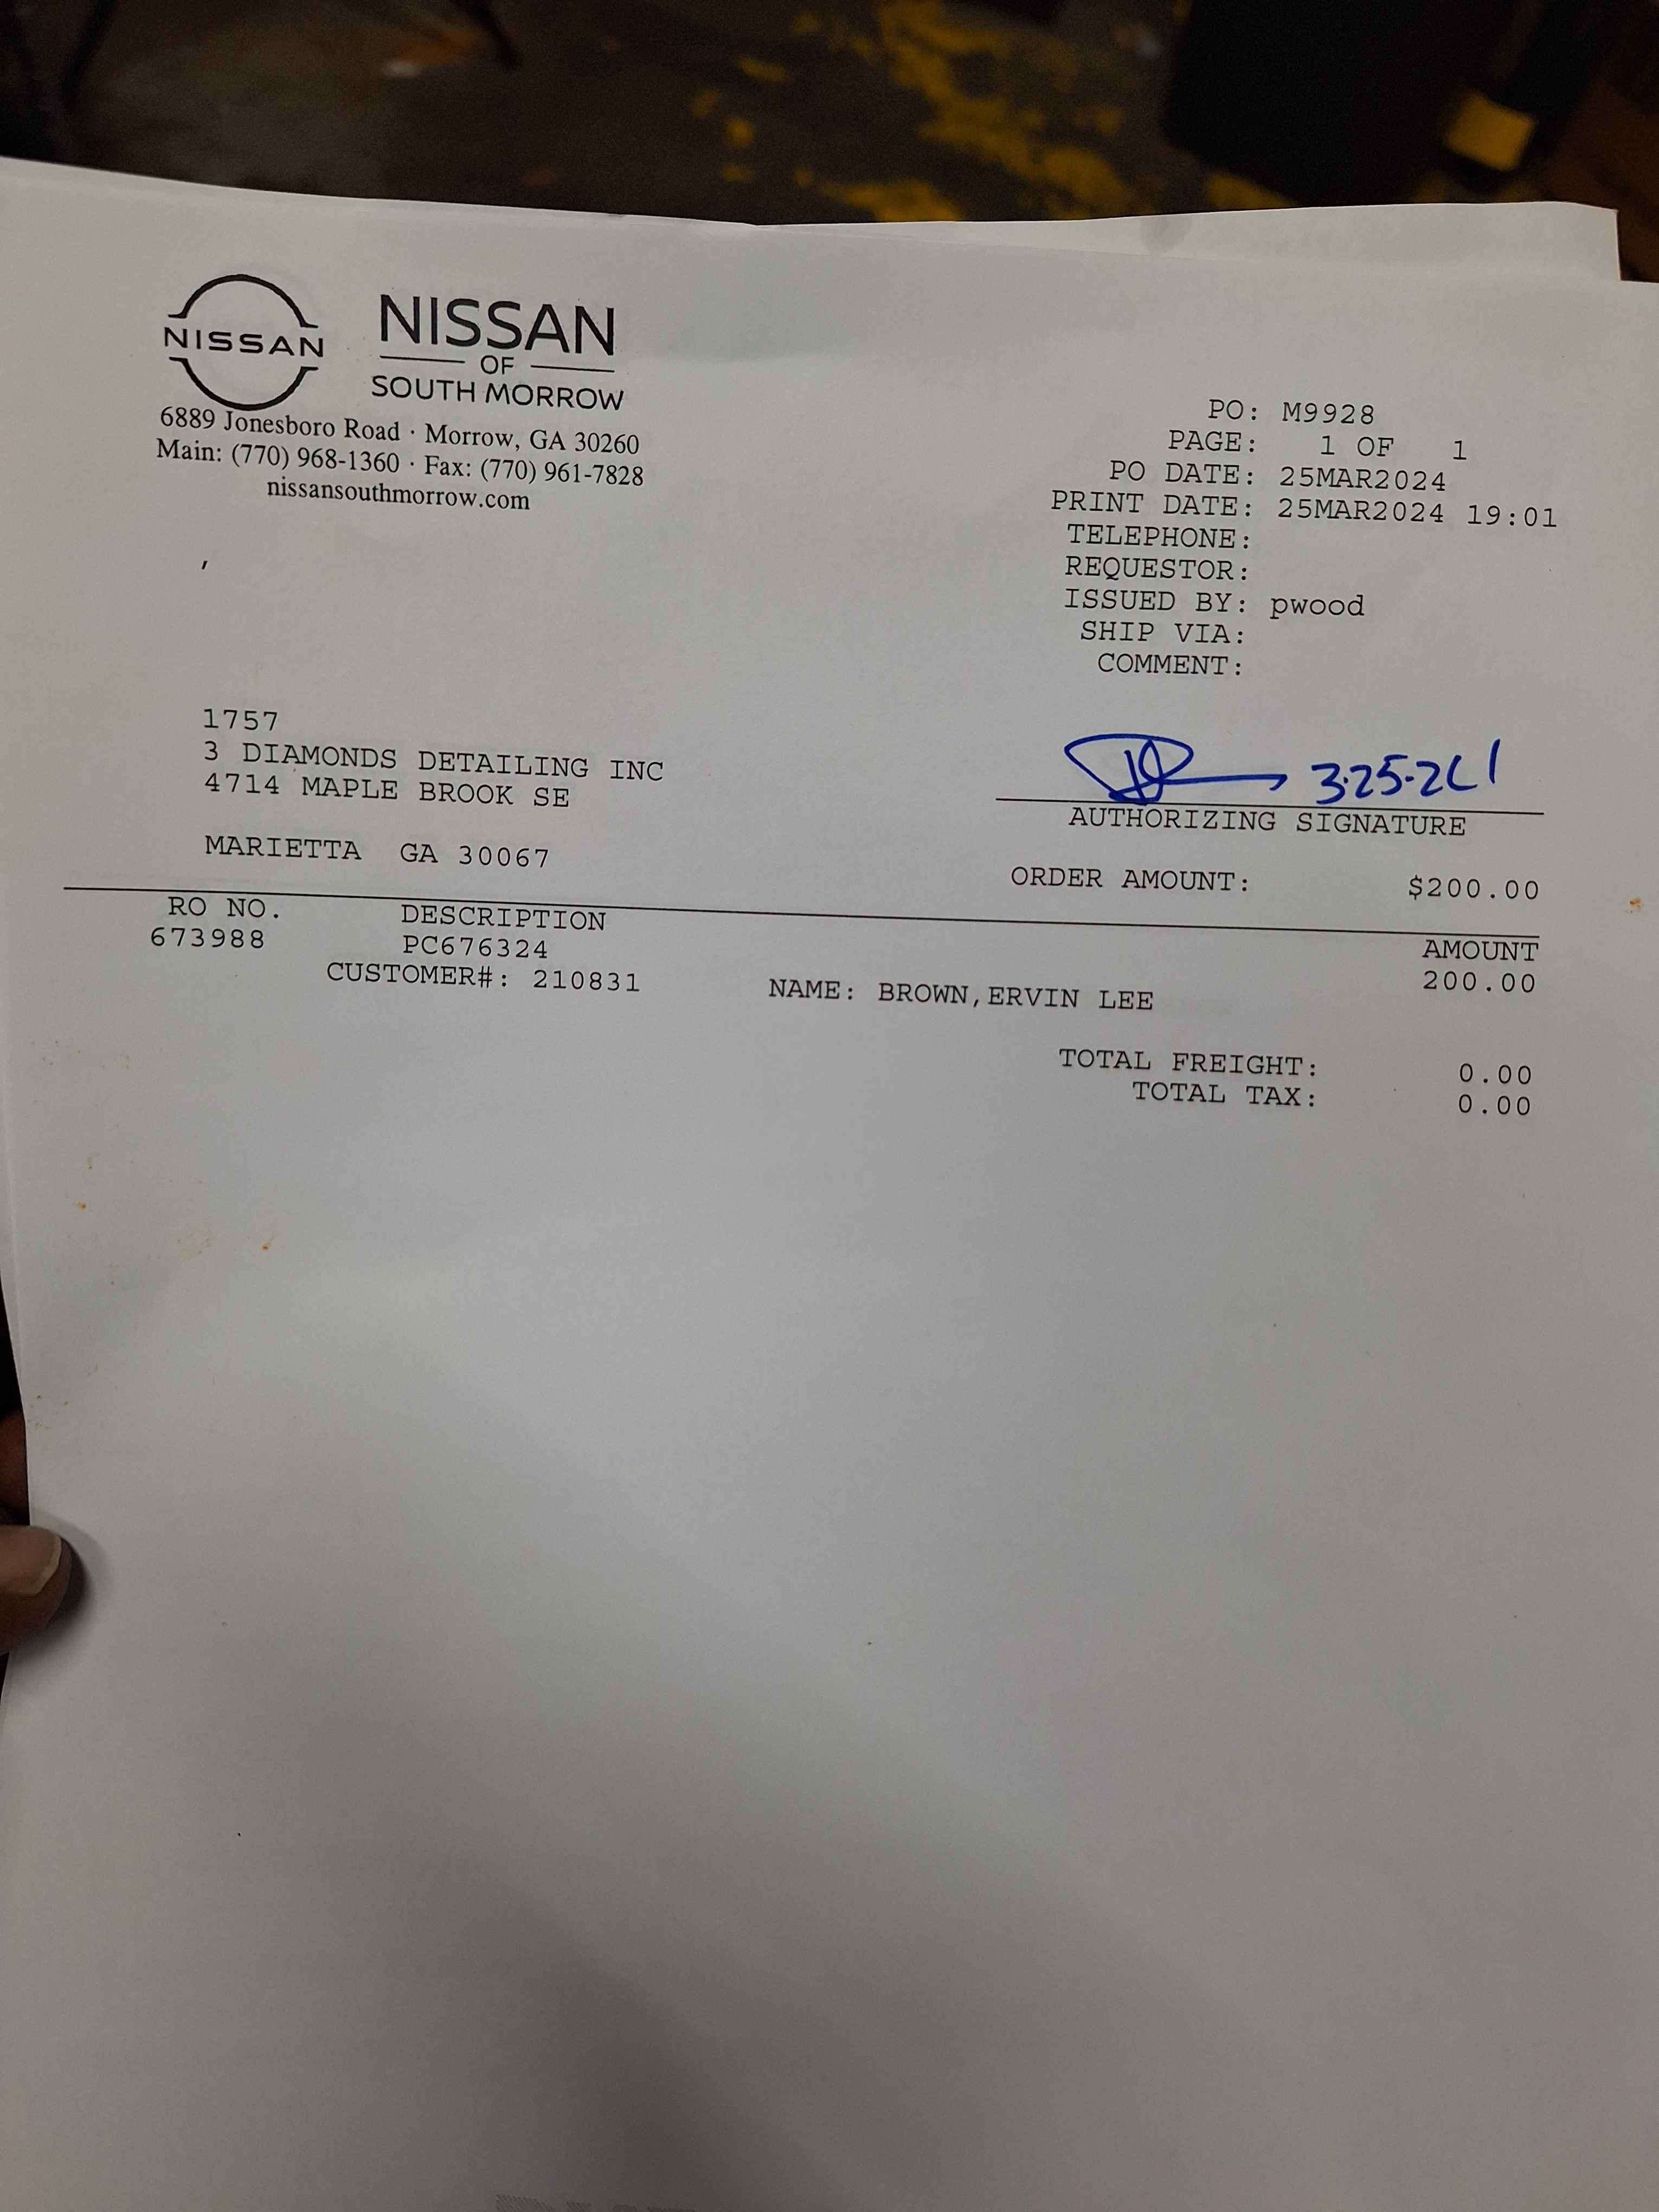 NISSAN
NISSAN
OF
SOUTH MORROW
6889 Jonesboro Road · Morrow, GA 30260
Main: (770) 968-1360 · Fax: (770) 961-7828
nissansouthmorrow.com
PO: M9928
PAGE: 1 OF 1
PO DATE: 25MAR2024
PRINT DATE: 25MAR2024 19:01
TELEPHONE:
REQUESTOR:
ISSUED BY: pwood
SHIP VIA:
COMMENT:
,
1757
3 DIAMONDS DETAILING INC
4714 MAPLE BROOK SE
MARIETTA GA 30067
3-25-24
AUTHORIZING SIGNATURE
ORDER AMOUNT: $200.00
RO NO. DESCRIPTION AMOUNT
673988 PC676324 200.00
CUSTOMER#: 210831 NAME: BROWN,ERVIN LEE
TOTAL FREIGHT: 0.00
TOTAL TAX: 0.00